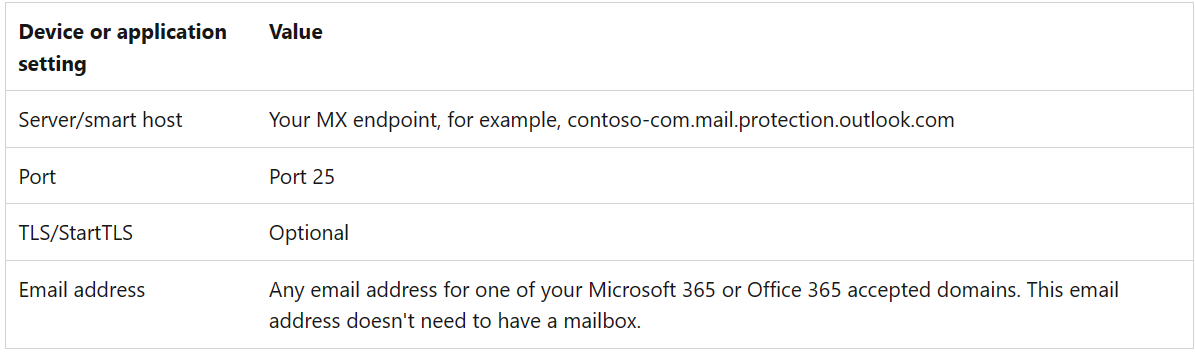 Device or application setting
Value
Server/smart host
Your MX endpoint, for example, contoso-com.mail.protection.outlook.com
Port
Port 25
TLS/StartTLS
Optional
Email address
Any email address for one of your Microsoft 365 or Office 365 accepted domains. This email
address doesn't need to have a mailbox.